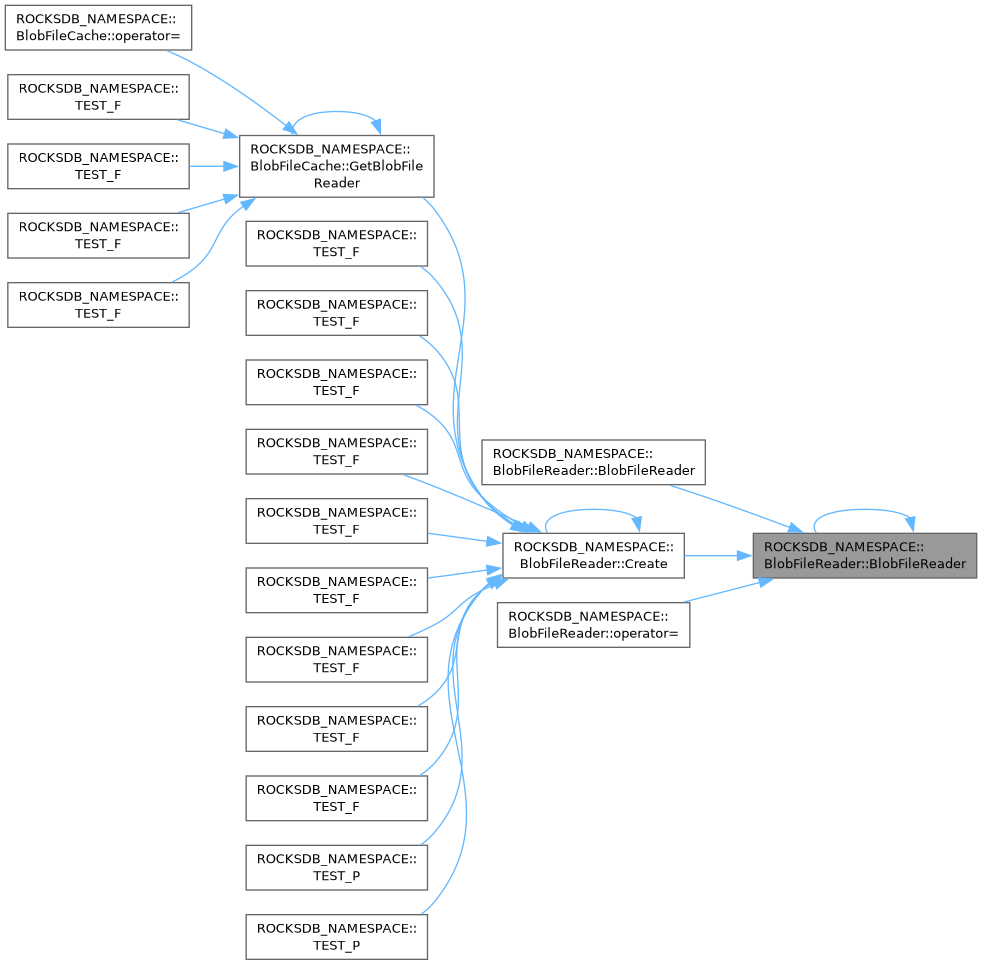 ROCKSDB_NAMESPACE::
BlobFileCache::operator=
ROCKSDB_NAMESPACE::
TEST_F
ROCKSDB_NAMESPACE::
TEST_F
ROCKSDB_NAMESPACE::
TEST_F
ROCKSDB_NAMESPACE::
TEST_F
ROCKSDB_NAMESPACE::
BlobFileCache::GetBlobFile
Reader
ROCKSDB_NAMESPACE::
TEST_F
ROCKSDB_NAMESPACE::
TEST_F
ROCKSDB_NAMESPACE::
TEST_F
ROCKSDB_NAMESPACE::
TEST_F
ROCKSDB_NAMESPACE::
TEST_F
ROCKSDB_NAMESPACE::
TEST_F
ROCKSDB_NAMESPACE::
TEST_F
ROCKSDB_NAMESPACE::
TEST_F
ROCKSDB_NAMESPACE::
TEST_F
ROCKSDB_NAMESPACE::
TEST_P
ROCKSDB_NAMESPACE::
TEST_P
ROCKSDB_NAMESPACE::
BlobFileReader::BlobFileReader
ROCKSDB_NAMESPACE::
BlobFileReader::Create
ROCKSDB_NAMESPACE::
BlobFileReader::operator=
ROCKSDB_NAMESPACE::
BlobFileReader::BlobFileReader